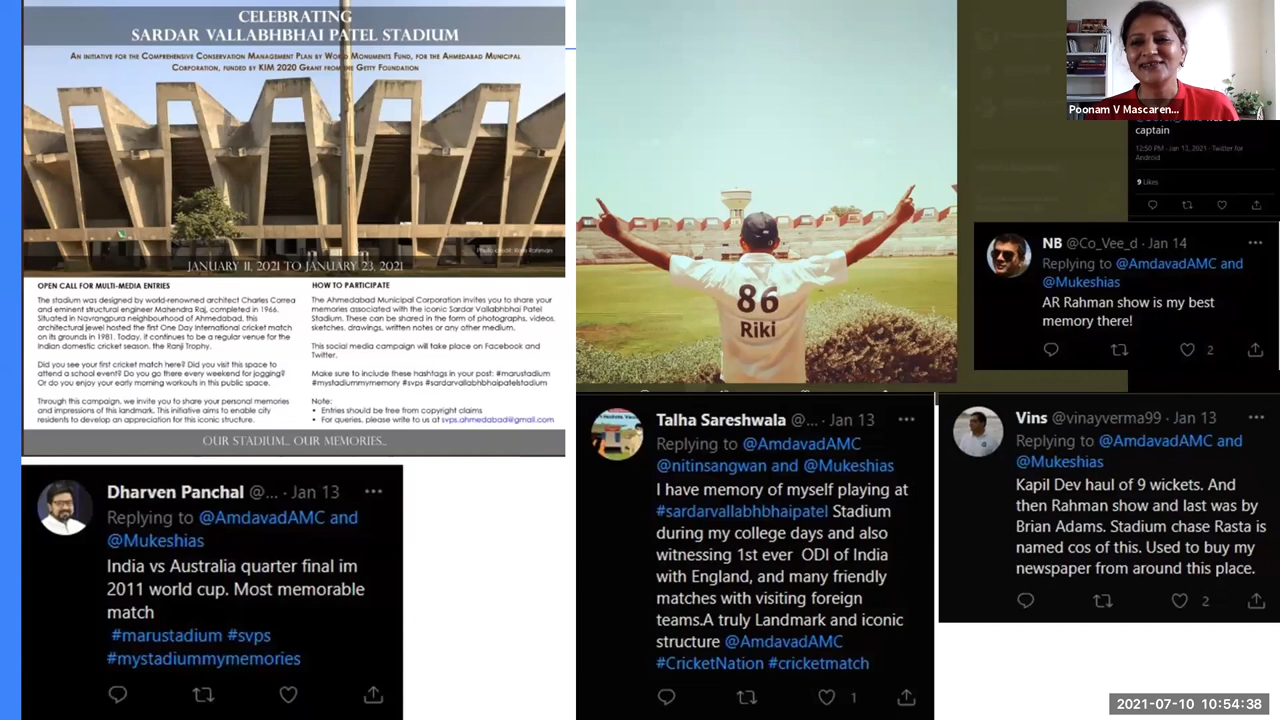 CELEBRATING
SARDAR VALLABHBHAI PATEL STADIUM
AN INITIATIVE FOR THE COMPREHENSIVE CONSERVATION MANAGEMENT PLAN BY WORLD MONUMENTS FUND, FOR THE AHMEDABAD MUNICIPAL
CORPORATION, FUNDED BY KIM 2020 GRANT FROM THE GETTY FOUNDATION
Photo credit: Ram Rahman
JANUARY 11, 2021 TO JANUARY 23, 2021
OPEN CALL FOR MULTI-MEDIA ENTRIES
The stadium was designed by world-renowned architect Charles Correa
and eminent structural engineer Mahendra Raj, completed in 1966.
Situated in Navrangpura neighbourhood of Ahmedabad, this
architectural jewel hosted the first One Day International cricket match
on its grounds in 1981. Today, it continues to be a regular venue for the
Indian domestic cricket season, the Ranji Trophy.
Did you see your first cricket match here? Did you visit this space to
attend a school event? Do you go there every weekend for jogging?
Or do you enjoy your early morning workouts in this public space.
Through this campaign, we invite you to share your personal memories
and impressions of this landmark. This initiative aims to enable city
residents to develop an appreciation for this iconic structure.
HOW TO PARTICIPATE
The Ahmedabad Municipal Corporation invites you to share your
memories associated with the iconic Sardar Vallabhbhai Patel
Stadium. These can be shared in the form of photographs, videos,
sketches, drawings, written notes or any other medium.
This social media campaign will take place on Facebook and
Twitter.
Make sure to include these hashtags in your post: #marustadium
#mystadiummymemory #svps #sardarvallabhbhaipatelstadium
Note:
• Entries should be free from copyright claims
• For queries, please write to us at svps.ahmedabad@gmail.com
OUR STADIUM... OUR MEMORIES...
86
Riki
Poonam V Mascaren...
captain
12:50 PM · Jan 13, 2021 · Twitter for
Android
9 Likes
NB @Co_Vee_d · Jan 14
Replying to @AmdavadAMC and
@Mukeshias
AR Rahman show is my best
memory there!
2
Dharven Panchal @... · Jan 13
Replying to @AmdavadAMC and
@Mukeshias
India vs Australia quarter final im
2011 world cup. Most memorable
match
#marustadium #svps
#mystadiummymemories
Talha Sareshwala @... · Jan 13
Replying to @AmdavadAMC
@nitinsangwan and @Mukeshias
I have memory of myself playing at
#sardarvallabhbhaipatel Stadium
during my college days and also
witnessing 1st ever ODI of India
with England, and many friendly
matches with visiting foreign
teams.A truly Landmark and iconic
structure @AmdavadAMC
#CricketNation #cricketmatch
1
Vins @vinayverma99 · Jan 13
Replying to @AmdavadAMC and
@Mukeshias
Kapil Dev haul of 9 wickets. And
then Rahman show and last was by
Brian Adams. Stadium chase Rasta is
named cos of this. Used to buy my
newspaper from around this place.
2
2021-07-10 10:54:38